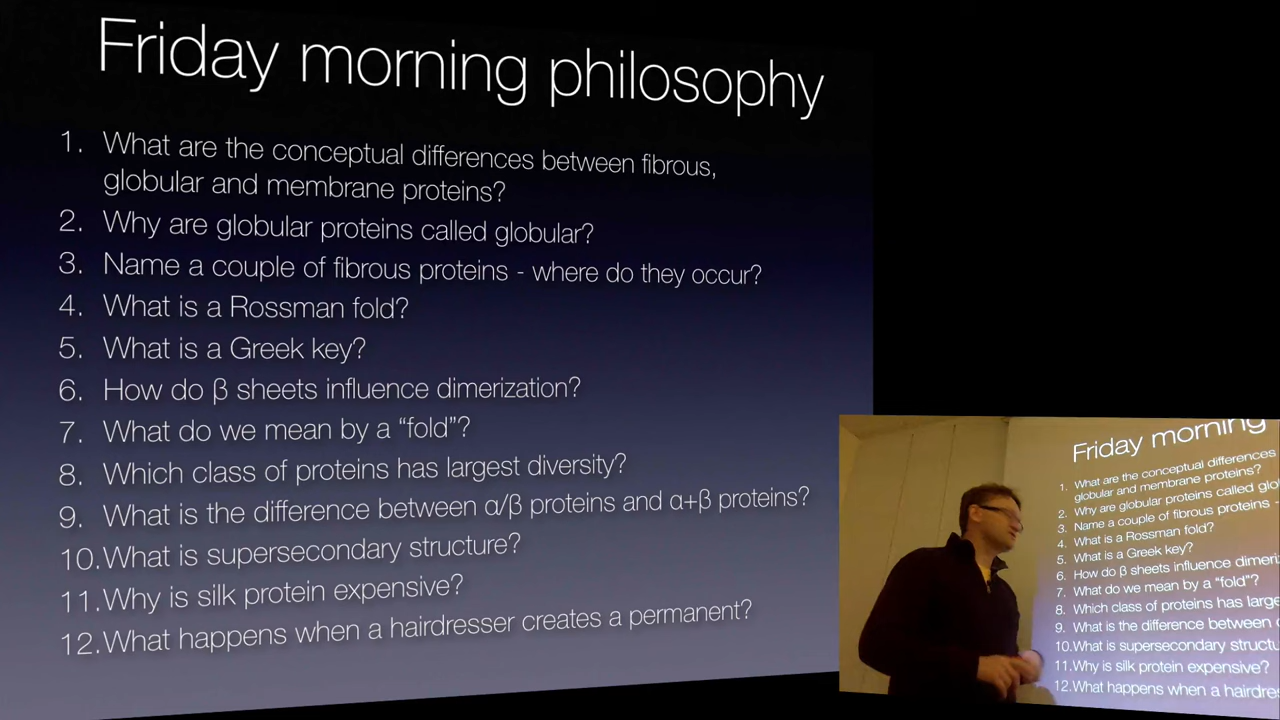 Friday morning philosophy
1. What are the conceptual differences between fibrous,
globular and membrane proteins?
2. Why are globular proteins called globular?
3. Name a couple of fibrous proteins - where do they occur?
4. What is a Rossman fold?
5. What is a Greek key?
6. How do β sheets influence dimerization?
7. What do we mean by a “fold”?
8. Which class of proteins has largest diversity?
9. What is the difference between α/β proteins and α+β proteins?
10. What is supersecondary structure?
11. Why is silk protein expensive?
12. What happens when a hairdresser creates a permanent?
Friday morning
1. What are the conceptual differences
globular and membrane proteins?
2. Why are globular proteins called
3. Name a couple of fibrous proteins
4. What is a Rossman fold?
5. What is a Greek key?
6. How do β sheets influence
7. What do we mean by a “fold”?
8. Which class of proteins has
9. What is the difference between
10. What is supersecondary
11. Why is silk protein expensive?
12. What happens when a